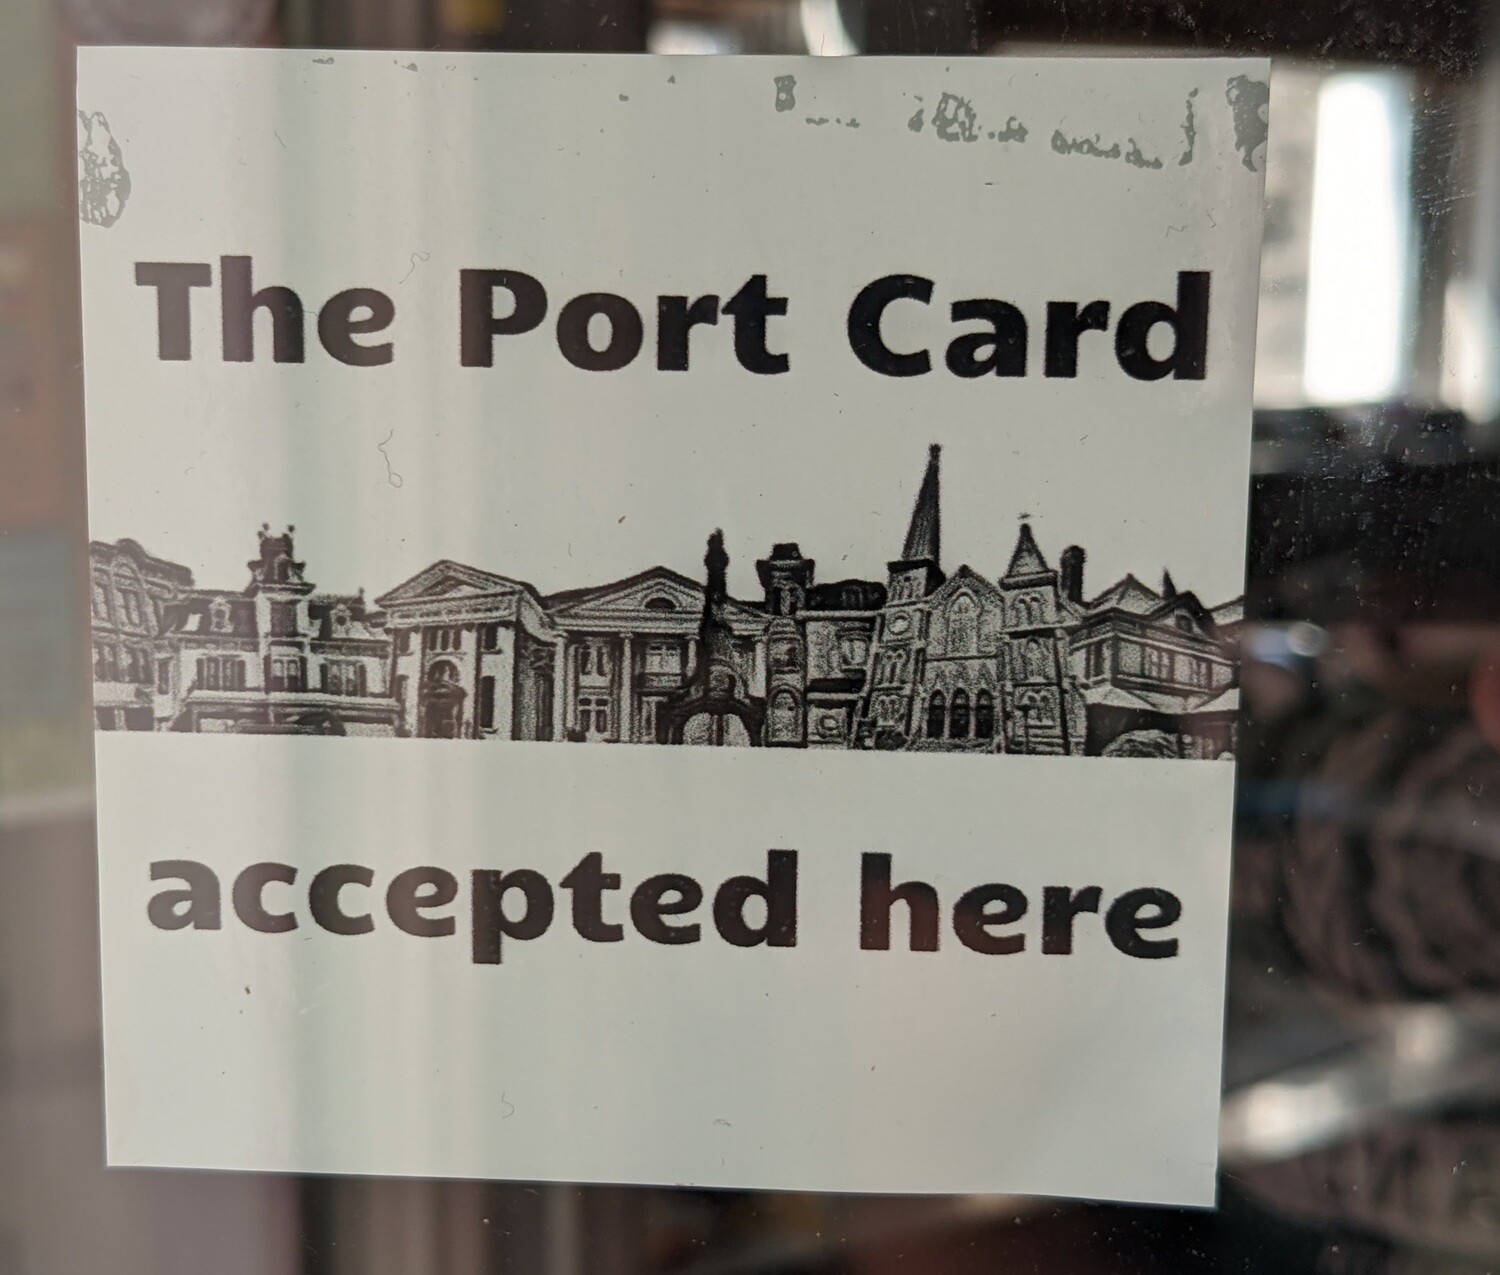 The Port Card
accepted here